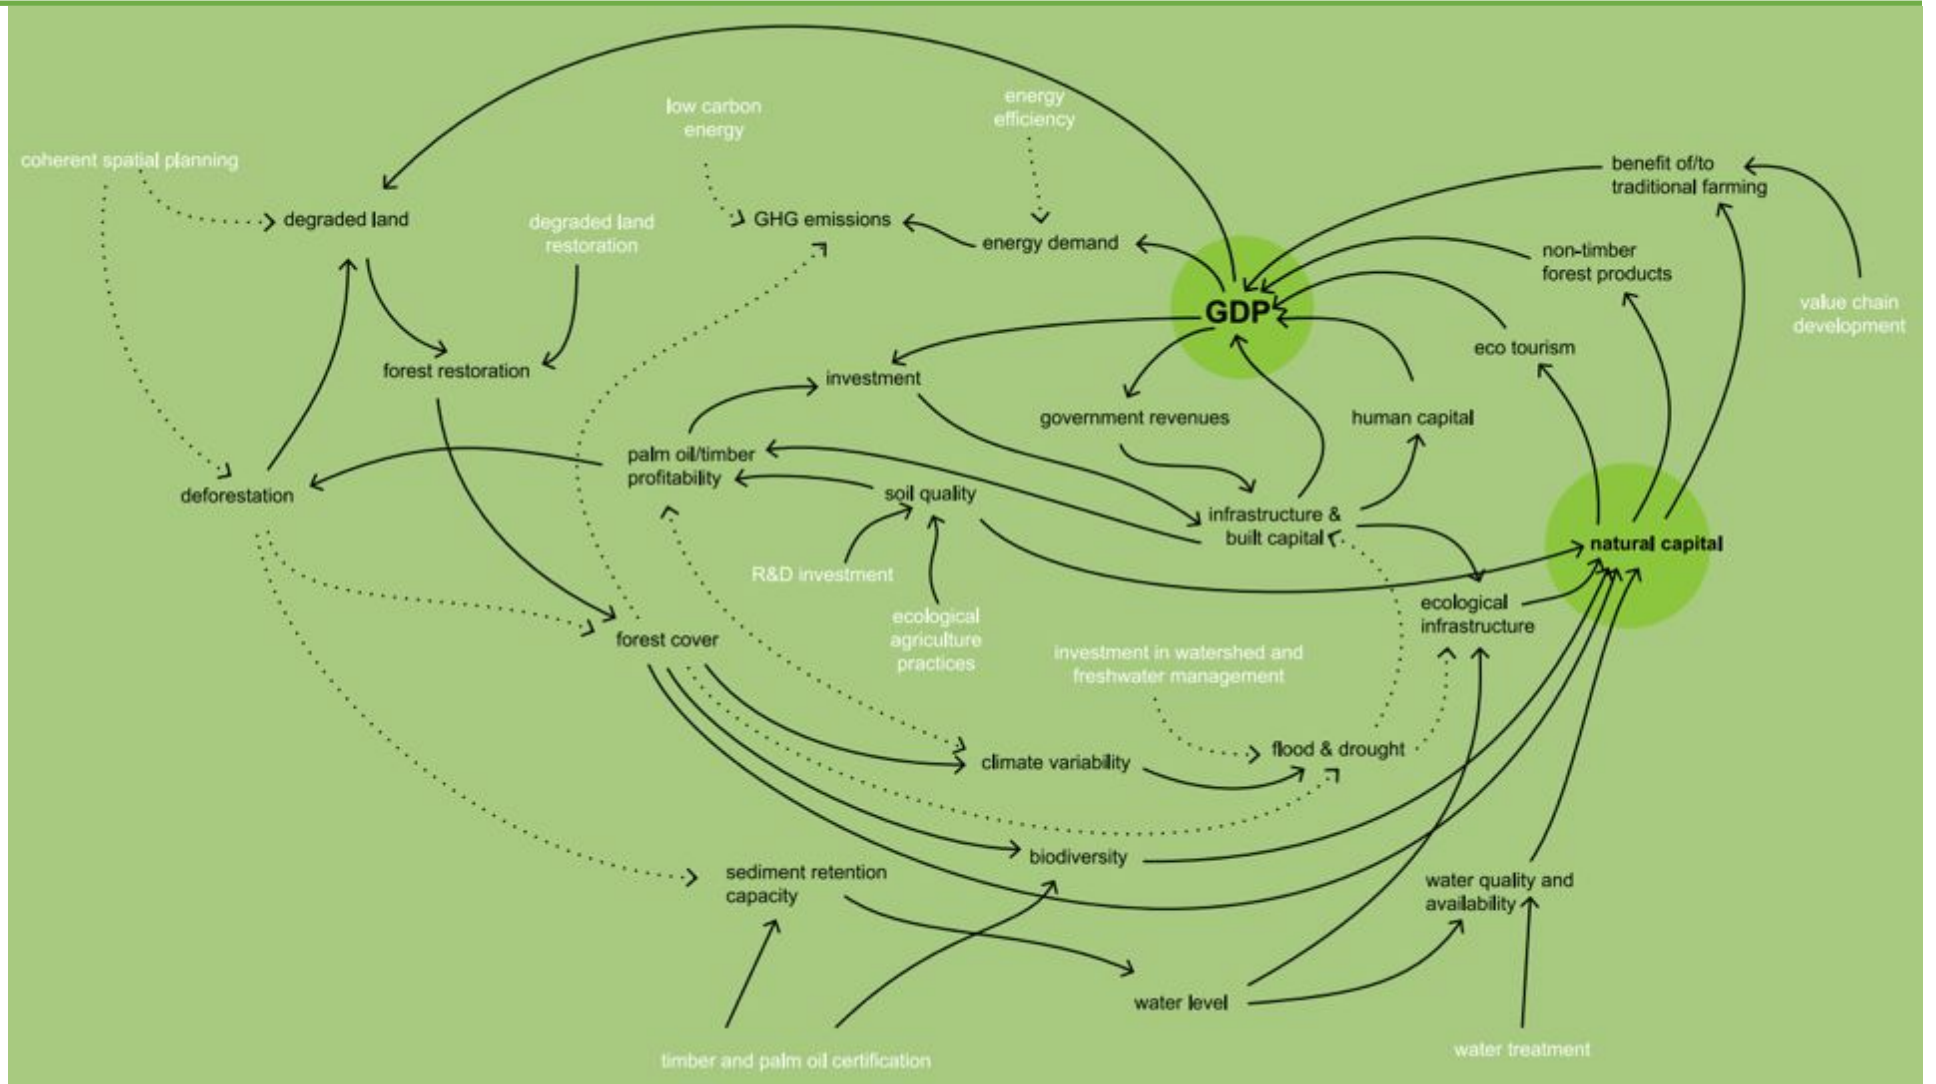 low carbon
energy
energy
efficiency
coherent spatial planning
benefit of/to
traditional farming
degraded land
degraded land
restoration
GHG emissions
energy demand
non-timber
forest products
value chain
development
GDP
eco tourism
forest restoration
investment
government revenues
human capital
palm oil/timber
profitability
deforestation
soil quality
infrastructure &
built capital
natural capital
R&D investment
ecological
agriculture
practices
ecological
infrastructure
forest cover
investment in watershed and
freshwater management
climate variability
flood & drought
biodiversity
sediment retention
capacity
water quality and
availability
water level
timber and palm oil certification
water treatment